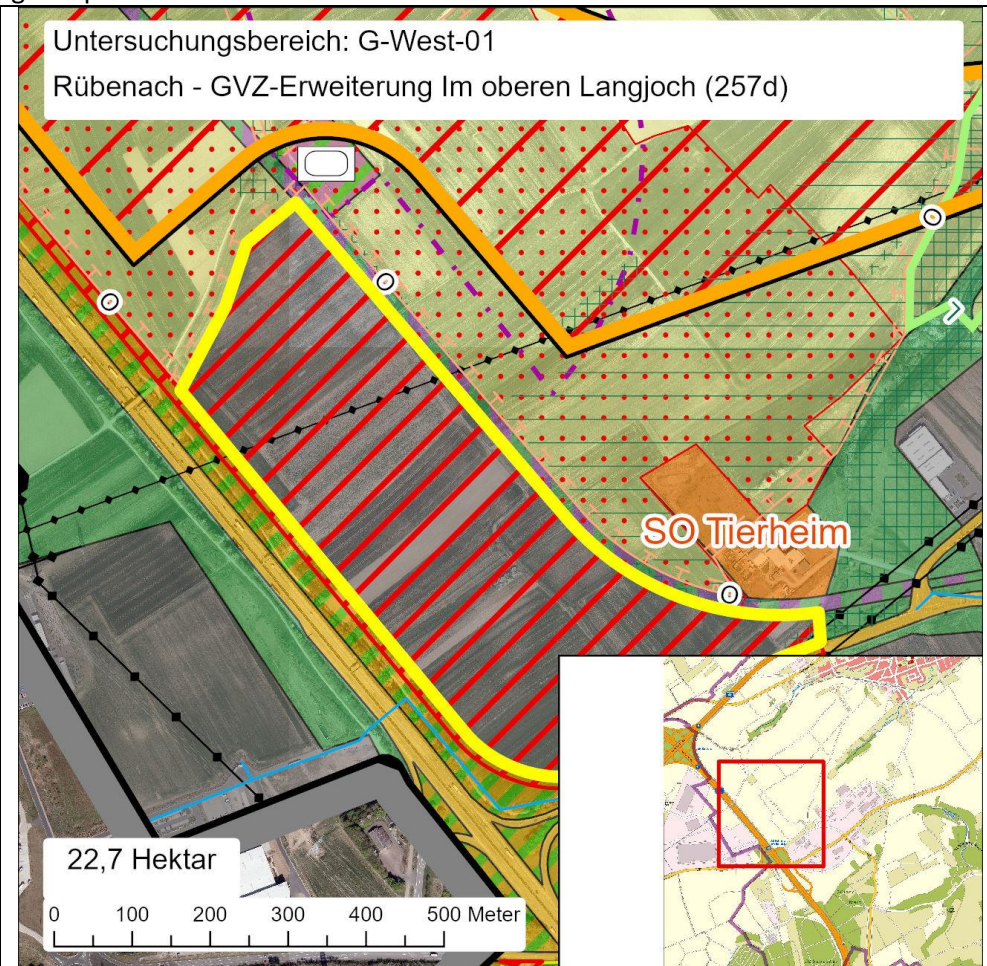 Untersuchungsbereich: G-West-01
Rübenach - GVZ-Erweiterung Im oberen Langjoch (257d)
SO Tierheim
22,7 Hektar
0 100 200 300 400 500 Meter